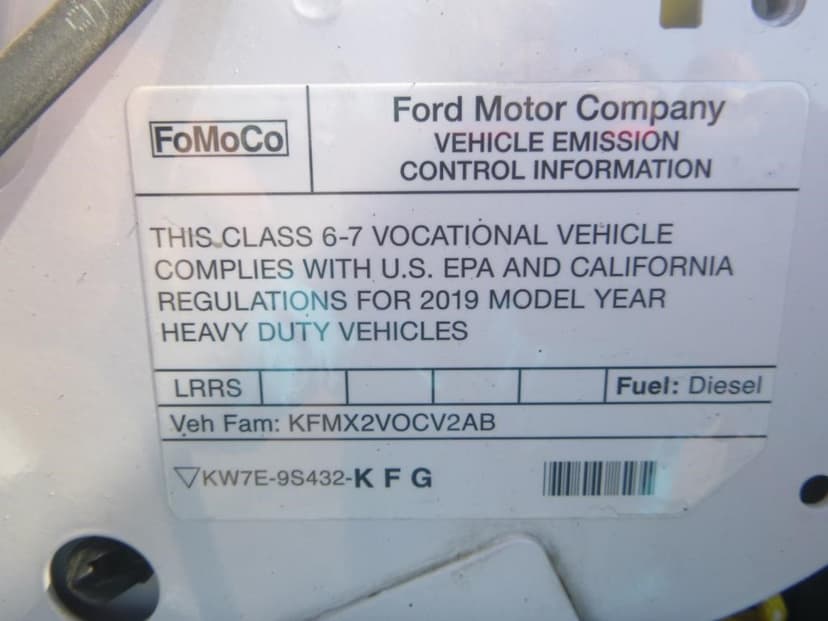 FoMoCo
Ford Motor Company
VEHICLE EMISSION
CONTROL INFORMATION
THIS CLASS 6-7 VOCATIONAL VEHICLE
COMPLIES WITH U.S. EPA AND CALIFORNIA
REGULATIONS FOR 2019 MODEL YEAR
HEAVY DUTY VEHICLES
LRRS Fuel: Diesel
Veh Fam: KFMX2VOCV2AB
▽KW7E-9S432-K F G